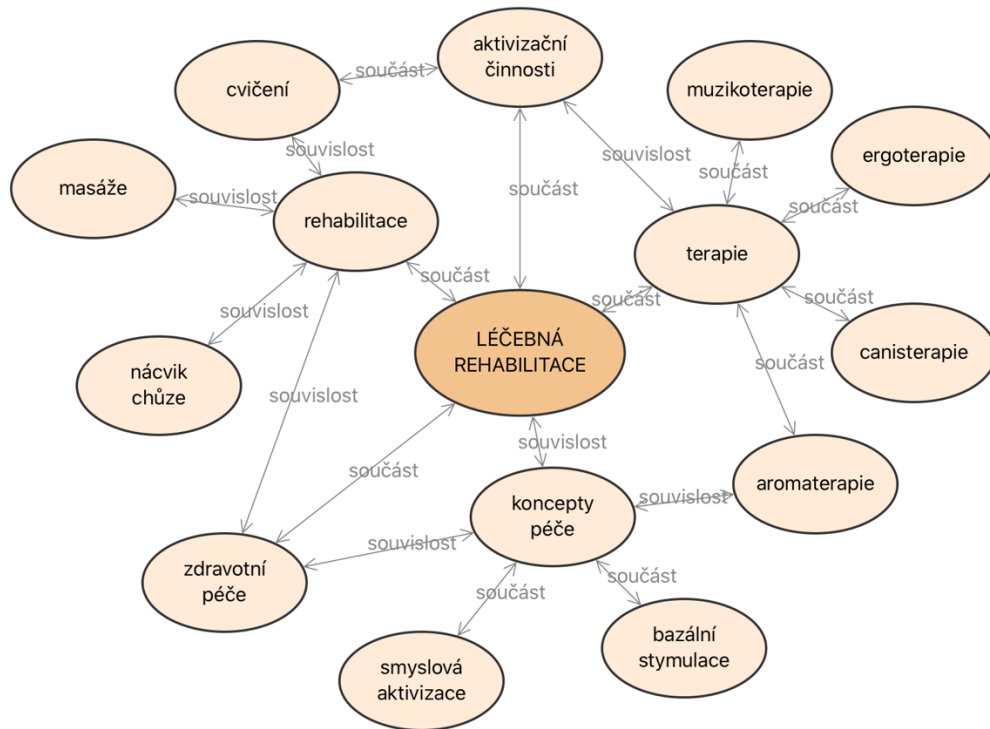 aktivizační
činnosti
součást
cvičení
muzikoterapie
souvislost
souvislost
ergoterapie
součást
masáže
souvislost
součást
součást
rehabilitace
terapie
součást
součást
součást
souvislost
LÉČEBNÁ
REHABILITACE
canisterapie
nácvik
chůze
součást
souvislost
souvislost
součást
aromaterapie
souvislost
koncepty
péče
souvislost
zdravotní
péče
součást
součást
bazální
stymulace
smyslová
aktivizace